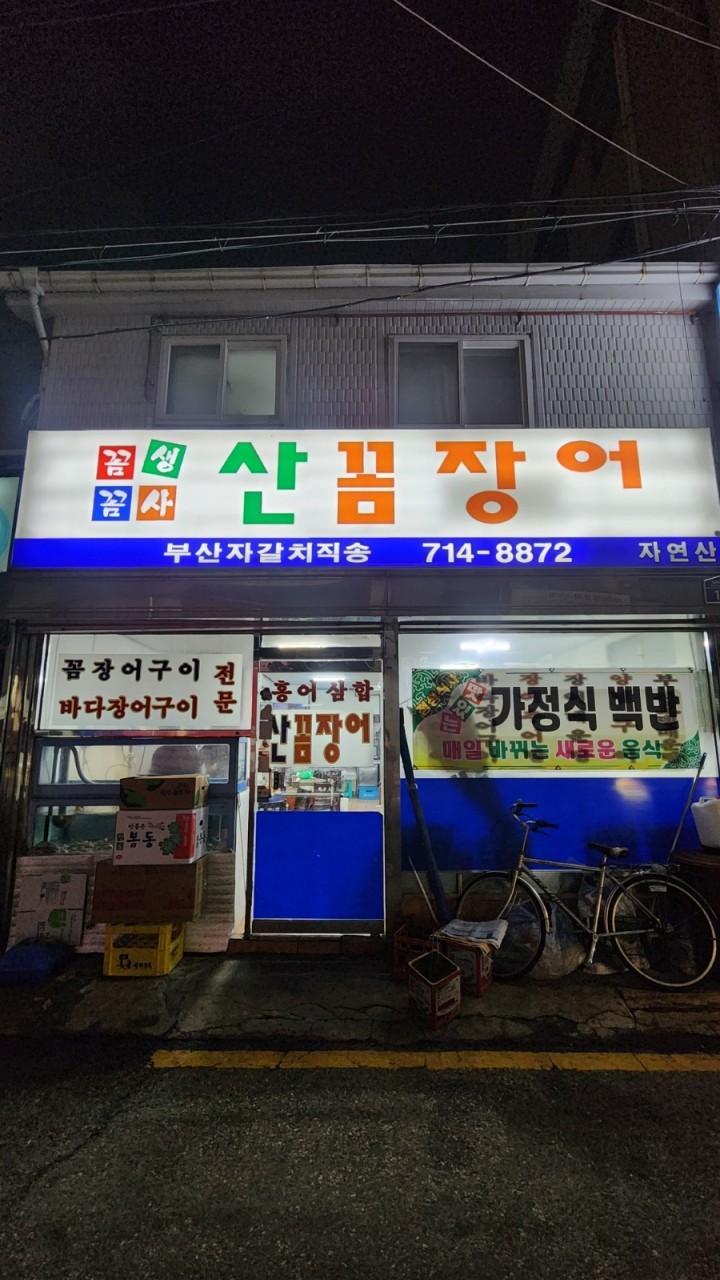 꼼생
꼼사
산꼼장어
부산자갈치직송 714-8872 자연산
꼼장어구이
바다장어구이
전문
홍어삼합
산꼼장어
가정식 백반
매일 바뀌는 새로운 음식
봄동